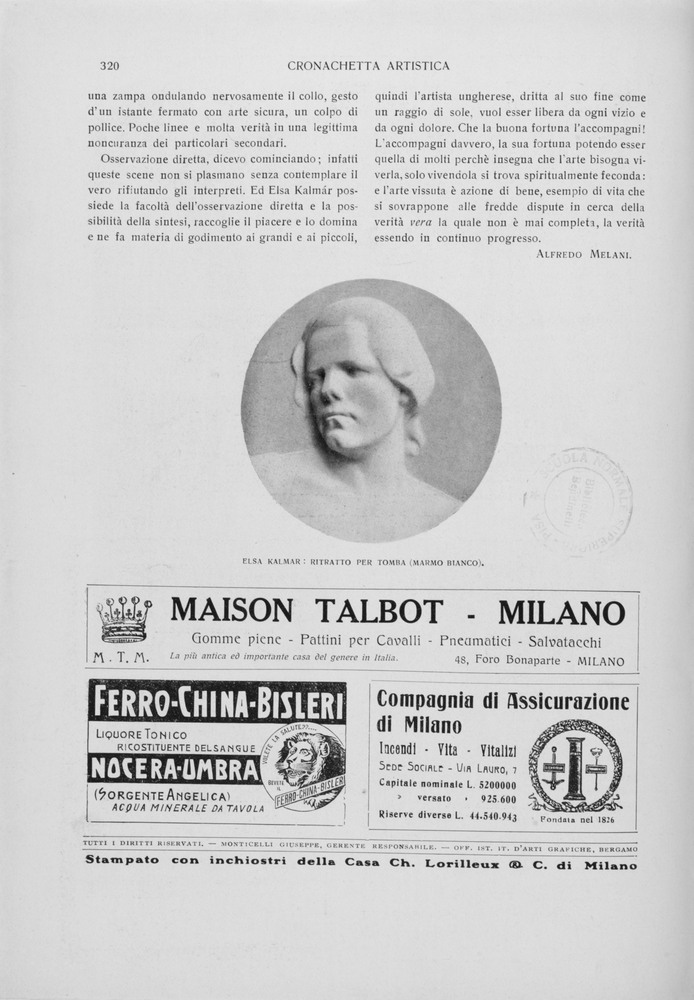 320
CRONACHETTA ARTISTICA
una zampa ondulando nervosamente il collo, gesto
d'un istante fermato con arte sicura, un colpo di
pollice. Poche linee e molta verità in una legittima
noncuranza dei particolari secondari.
Osservazione diretta, dicevo cominciando; infatti
queste scene non si plasmano senza contemplare il
vero rifiutando gli interpreti. Ed Elsa Kalmár pos-
siede la facoltà dell'osservazione diretta e la pos-
sibilità della sintesi, raccoglie il piacere e lo domina
e ne fa materia di godimento ai grandi e ai piccoli,
quindi l'artista ungherese, dritta al suo fine come
un raggio di sole, vuol esser libera da ogni vizio e
da ogni dolore. Che la buona fortuna l'accompagni!
L'accompagni davvero, la sua fortuna potendo esser
quella di molti perchè insegna che l'arte bisogna vi-
verla, solo vivendola si trova spiritualmente feconda:
e l'arte vissuta è azione di bene, esempio di vita che
si sovrappone alle fredde dispute in cerca della
verità vera la quale non è mai completa, la verità
essendo in continuo progresso.
ALFREDO MELANI.
SCUOLA NORMALE SUPERIORE PISA
ELSA KALMAR: RITRATTO PER TOMBA (MARMO BIANCO).
M. T. M.
MAISON TALBOT - MILANO
Gomme piene - Pattini per Cavalli - Pneumatici - Salvatacchi
La più antica ed importante casa del genere in Italia.
48, Foro Bonaparte - MILANO
FERRO-CHINA-BISLERI
LIQUORE TONICO
RICOSTITUENTE DEL SANGUE
NOCERA-UMBRA
(SORGENTE ANGELICA)
ACQUA MINERALE DA TAVOLA
VOLETE LA SALUTE??....
BEVETE
IL
FERRO-CHINA-BISLERI
Compagnia di Assicurazione
di Milano
Incendi - Vita - Vitalizi
SEDE SOCIALE - VIA LAURO, 7
Capitale nominale L. 5200000
» versato » 925.600
Riserve diverse L. 44.540.943
Fondata nel 1826
TUTTI I DIRITTI RISERVATI. — MONTICELLI GIUSEPPE, GERENTE RESPONSABILE. — OFF. IST. IT. D'ARTI GRAFICHE, BERGAMO
Stampato con inchiostri della Casa Ch. Lorilleux & C. di Milano